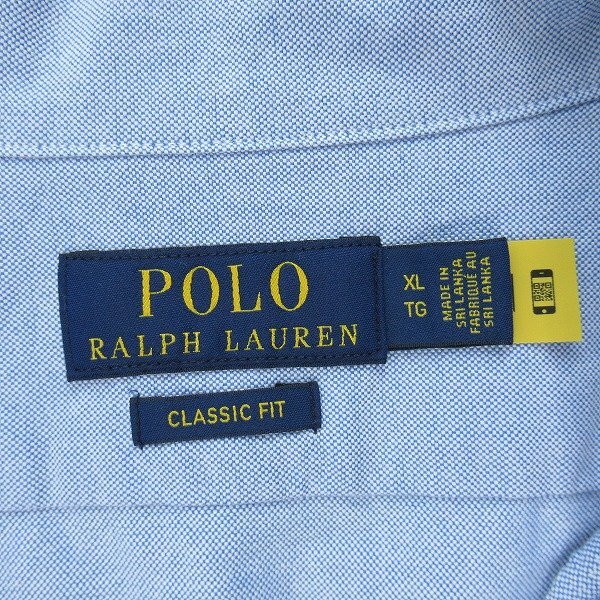 POLO
RALPH LAUREN
XL
TG
MADE IN
SRI LANKA
FABRIQUÉ AU
SRI LANKA
CLASSIC FIT